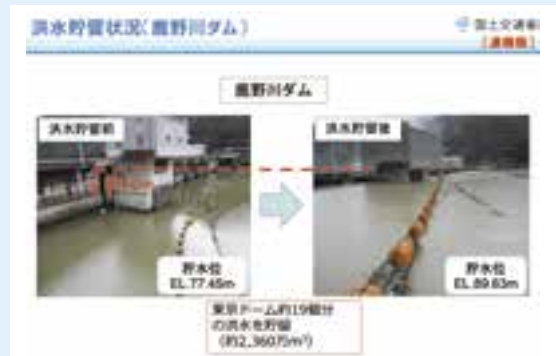 洪水貯留状況(鹿野川ダム)
国土交通省
【速報版】
鹿野川ダム
洪水貯留前
洪水貯留後
貯水位
EL.77.45m
貯水位
EL.89.63m
東京ドーム約19個分
の洪水を貯留
(約2,360万m³)